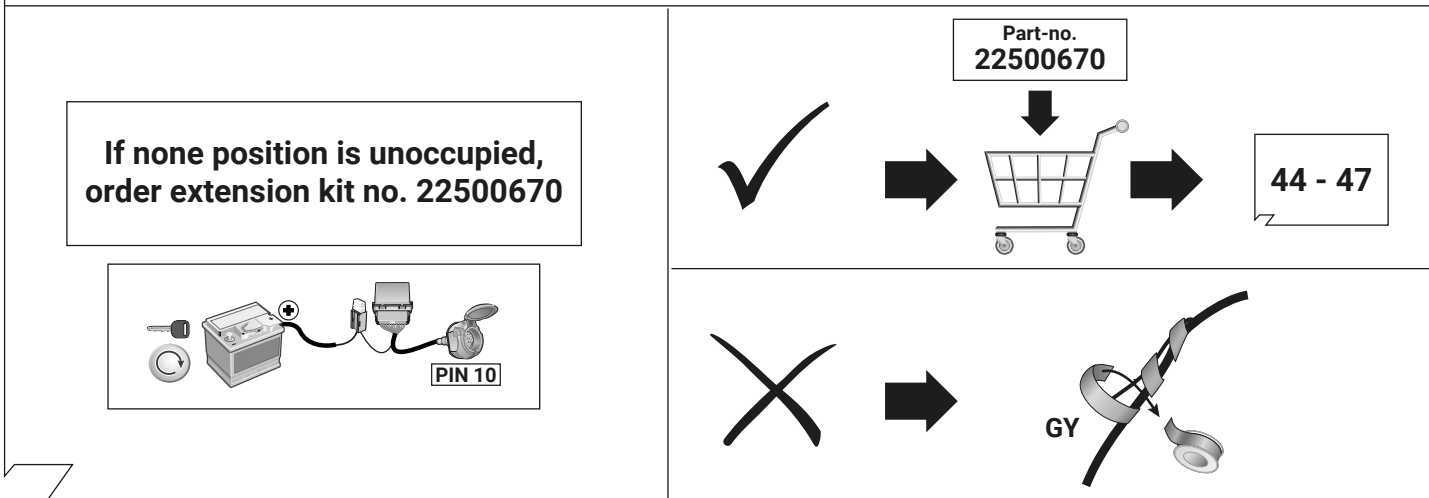 If none position is unoccupied,
order extension kit no. 22500670
PIN 10
Part-no.
22500670
44 - 47
GY